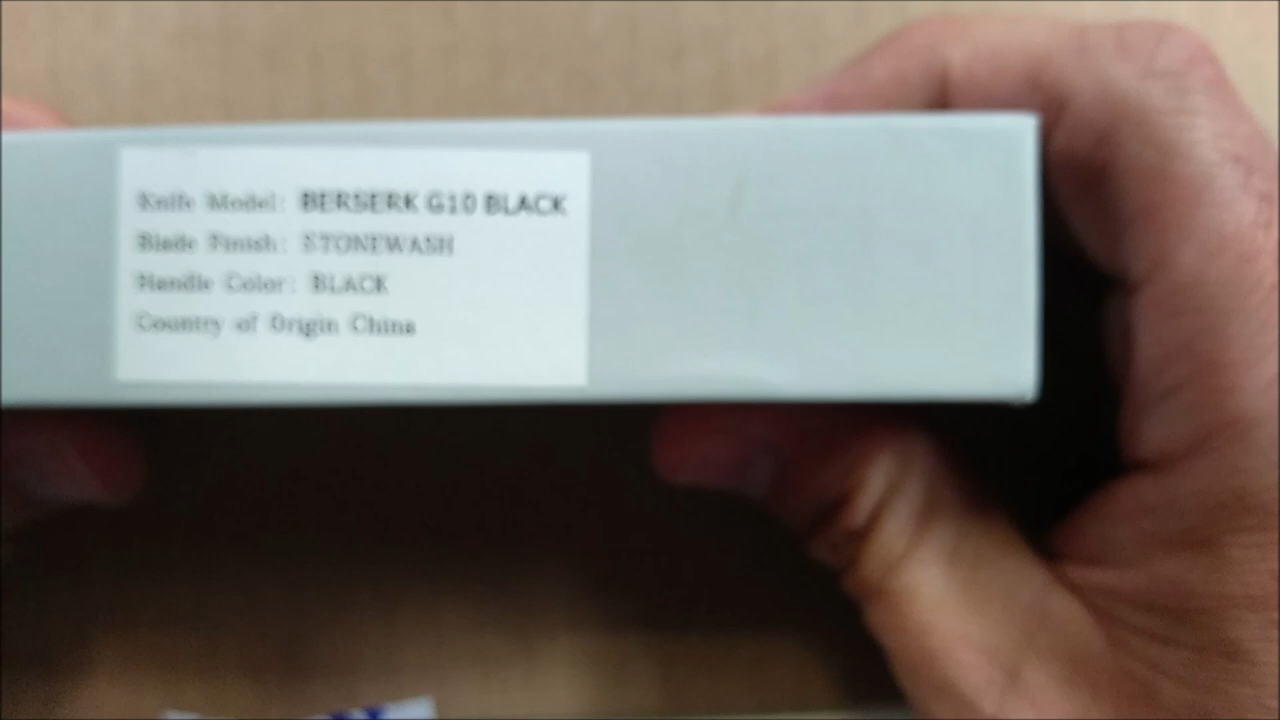 Knife Model: BERSERK G10 BLACK
Blade Finish: STONEWASH
Handle Color: BLACK
Country of Origin China